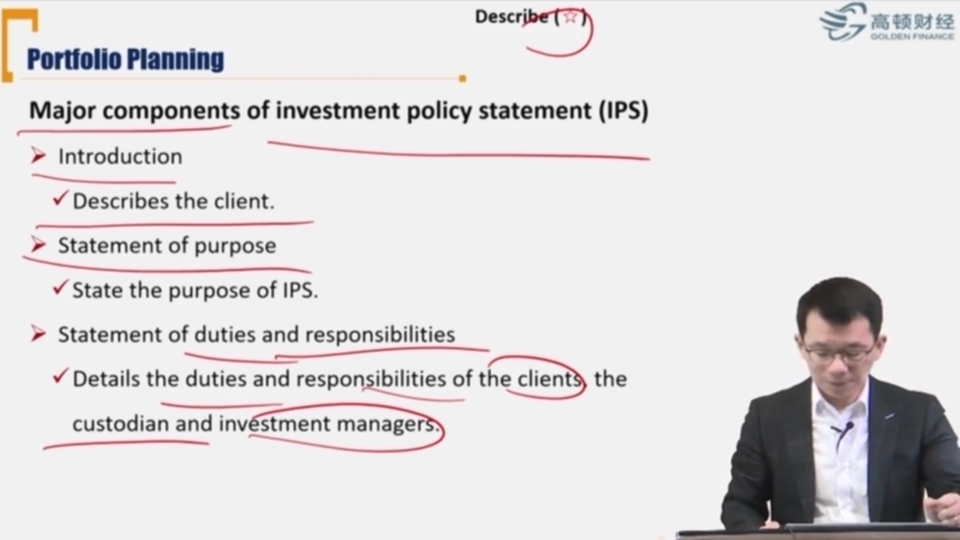 Describe (☆)
高顿财经
GOLDEN FINANCE
Portfolio Planning
Major components of investment policy statement (IPS)
➢ Introduction
✓Describes the client.
➢ Statement of purpose
✓State the purpose of IPS.
➢ Statement of duties and responsibilities
✓Details the duties and responsibilities of the clients, the
custodian and investment managers.